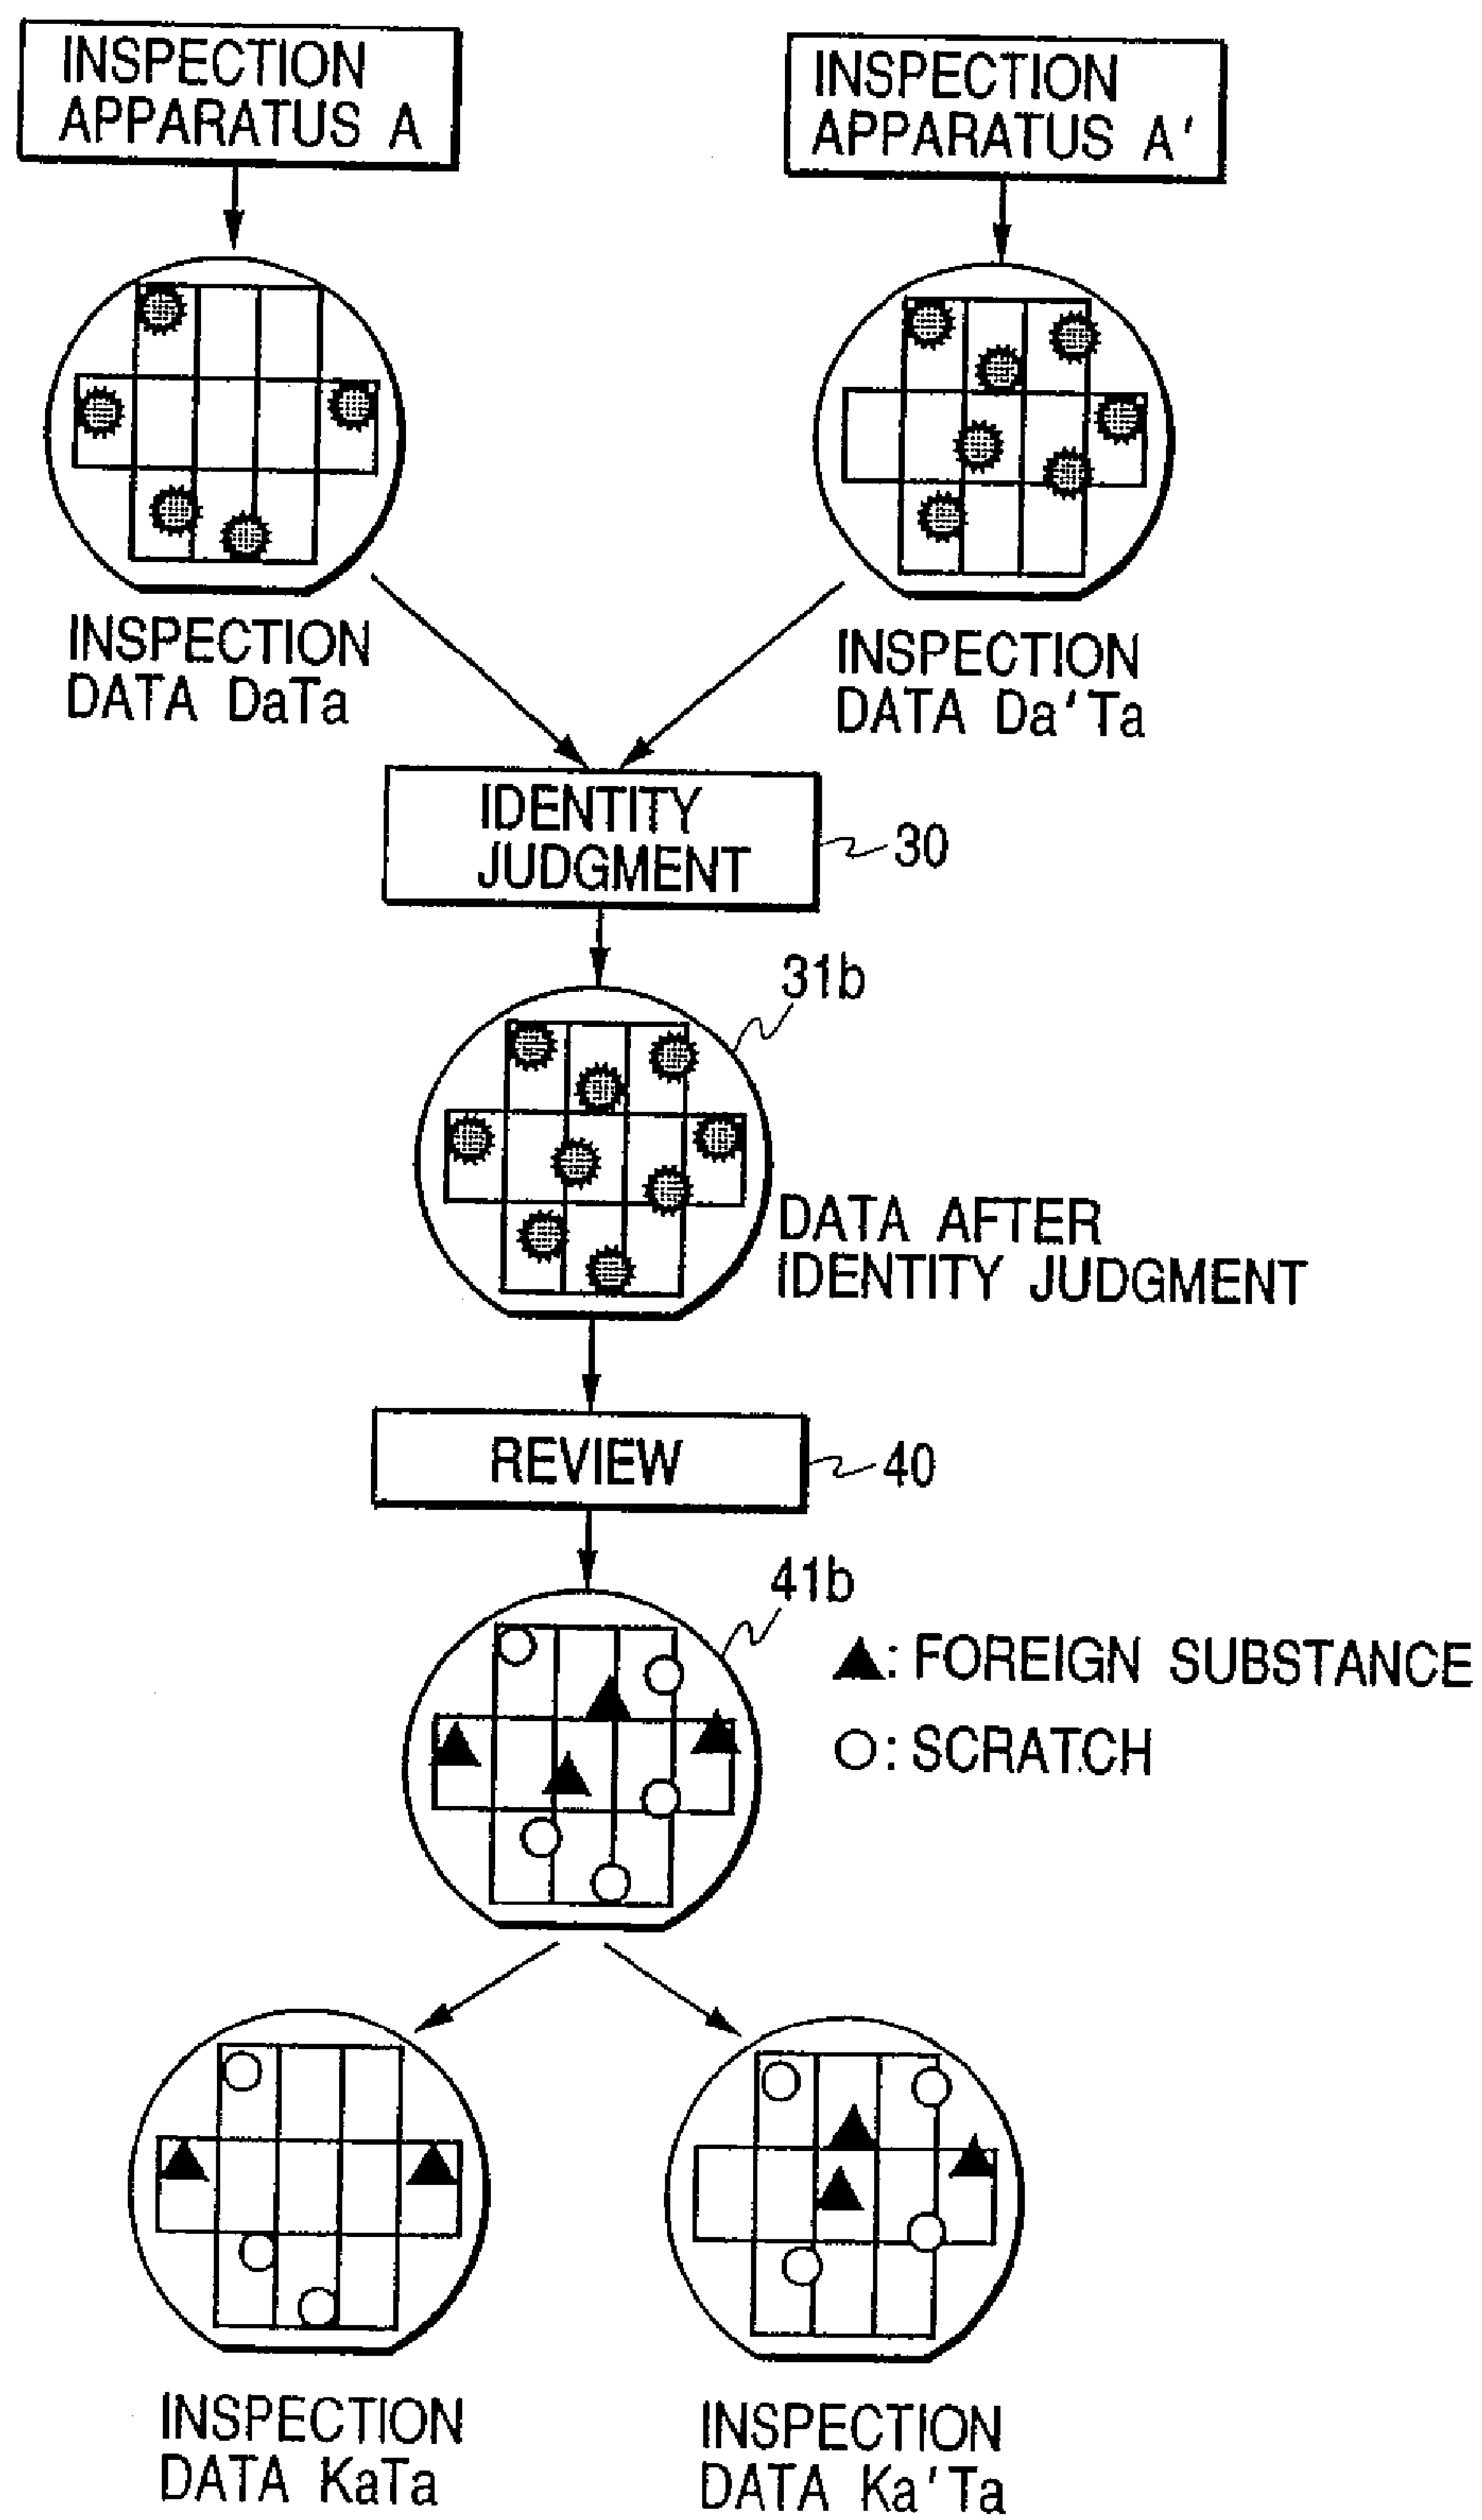 INSPECTION
APPARATUS A
INSPECTION
APPARATUS A'
INSPECTION
DATA DaTa
INSPECTION
DATA Da'Ta
IDENTITY
JUDGMENT
30
31b
DATA AFTER
IDENTITY JUDGMENT
REVIEW
40
41b
▲: FOREIGN SUBSTANCE
○: SCRATCH
INSPECTION
DATA KaTa
INSPECTION
DATA Ka'Ta